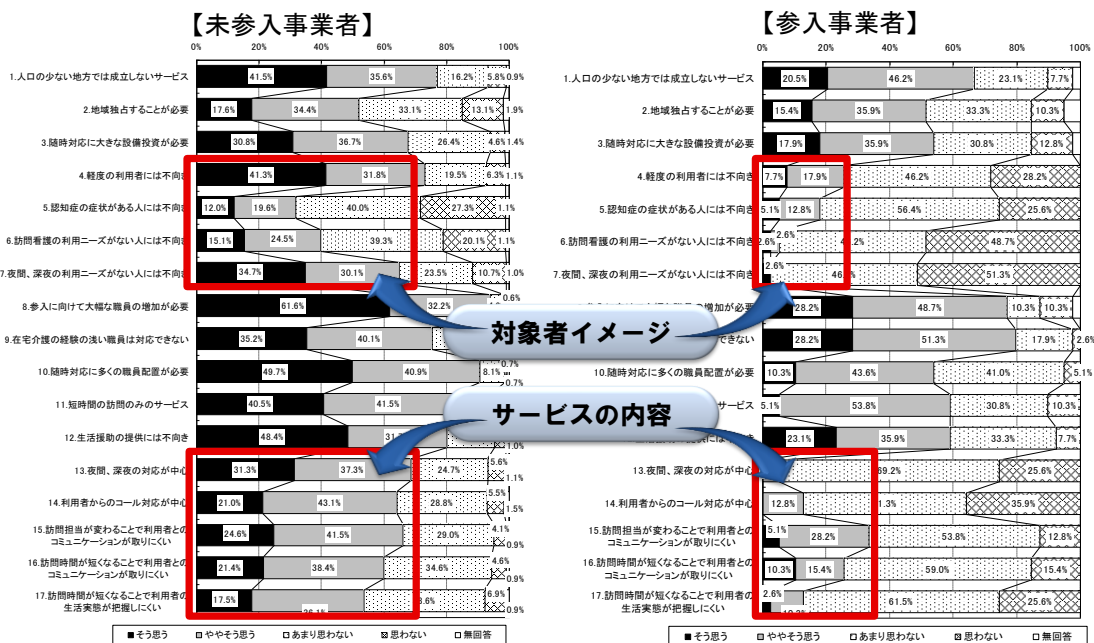 【未参入事業者】
【参入事業者】
0% 20% 40% 60% 80% 100%
1.人口の少ない地方では成立しないサービス 41.5% 35.6% 16.2% 5.8% 0.9%
2.地域独占することが必要 17.6% 34.4% 33.1% 13.1% 1.9%
3.随時対応に大きな設備投資が必要 30.8% 36.7% 26.4% 4.6% 1.4%
4.軽度の利用者には不向き 41.3% 31.8% 19.5% 6.3% 1.1%
5.認知症の症状がある人には不向き 12.0% 19.6% 40.0% 27.3% 1.1%
6.訪問看護の利用ニーズがない人には不向き 15.1% 24.5% 39.3% 20.1% 1.1%
7.夜間、深夜の利用ニーズがない人には不向き 34.7% 30.1% 23.5% 10.7% 1.0%
8.参入に向けて大幅な職員の増加が必要 61.6% 32.2% 0.6%
9.在宅介護の経験の浅い職員は対応できない 35.2% 40.1%
10.随時対応に多くの職員配置が必要 49.7% 40.9% 8.1% 0.7% 0.7%
11.短時間の訪問のみのサービス 40.5% 41.5%
12.生活援助の提供には不向き 48.4% 1.0%
13.夜間、深夜の対応が中心 31.3% 37.3% 24.7% 5.6% 1.1%
14.利用者からのコール対応が中心 21.0% 43.1% 28.8% 5.5% 1.5%
15.訪問担当が変わることで利用者との
コミュニケーションが取りにくい 24.6% 41.5% 29.0% 4.1% 0.9%
16.訪問時間が短くなることで利用者との
コミュニケーションが取りにくい 21.4% 38.4% 34.6% 4.6% 0.9%
17.訪問時間が短くなることで利用者の
生活実態が把握しにくい 17.5% 36.1% 6.9% 0.9%
■そう思う □ややそう思う □あまり思わない 思わない □無回答
対象者イメージ
サービスの内容
0% 20% 40% 60% 80% 100%
1.人口の少ない地方では成立しないサービス 20.5% 46.2% 23.1% 7.7%
2.地域独占することが必要 15.4% 35.9% 33.3% 10.3%
3.随時対応に大きな設備投資が必要 17.9% 35.9% 30.8% 12.8%
4.軽度の利用者には不向き 7.7% 17.9% 46.2% 28.2%
5.認知症の症状がある人には不向き 5.1% 12.8% 56.4% 25.6%
6.訪問看護の利用ニーズがない人には不向き 2.6% 2.6% 48.7%
7.夜間、深夜の利用ニーズがない人には不向き 2.6% 51.3%
増加が必要 28.2% 48.7% 10.3% 10.3%
できない 28.2% 51.3% 17.9% 2.6%
10.随時対応に多くの職員配置が必要 10.3% 43.6% 41.0% 5.1%
サービス 5.1% 53.8% 30.8% 10.3%
には不向き 23.1% 35.9% 33.3% 7.7%
13.夜間、深夜の対応が中心 69.2% 25.6%
14.利用者からのコール対応が中心 12.8% 35.9%
15.訪問担当が変わることで利用者との
コミュニケーションが取りにくい 5.1% 28.2% 53.8% 12.8%
16.訪問時間が短くなることで利用者との
コミュニケーションが取りにくい 10.3% 15.4% 59.0% 15.4%
17.訪問時間が短くなることで利用者の
生活実態が把握しにくい 2.6% 61.5% 25.6%
■そう思う □ややそう思う □あまり思わない 思わない □無回答